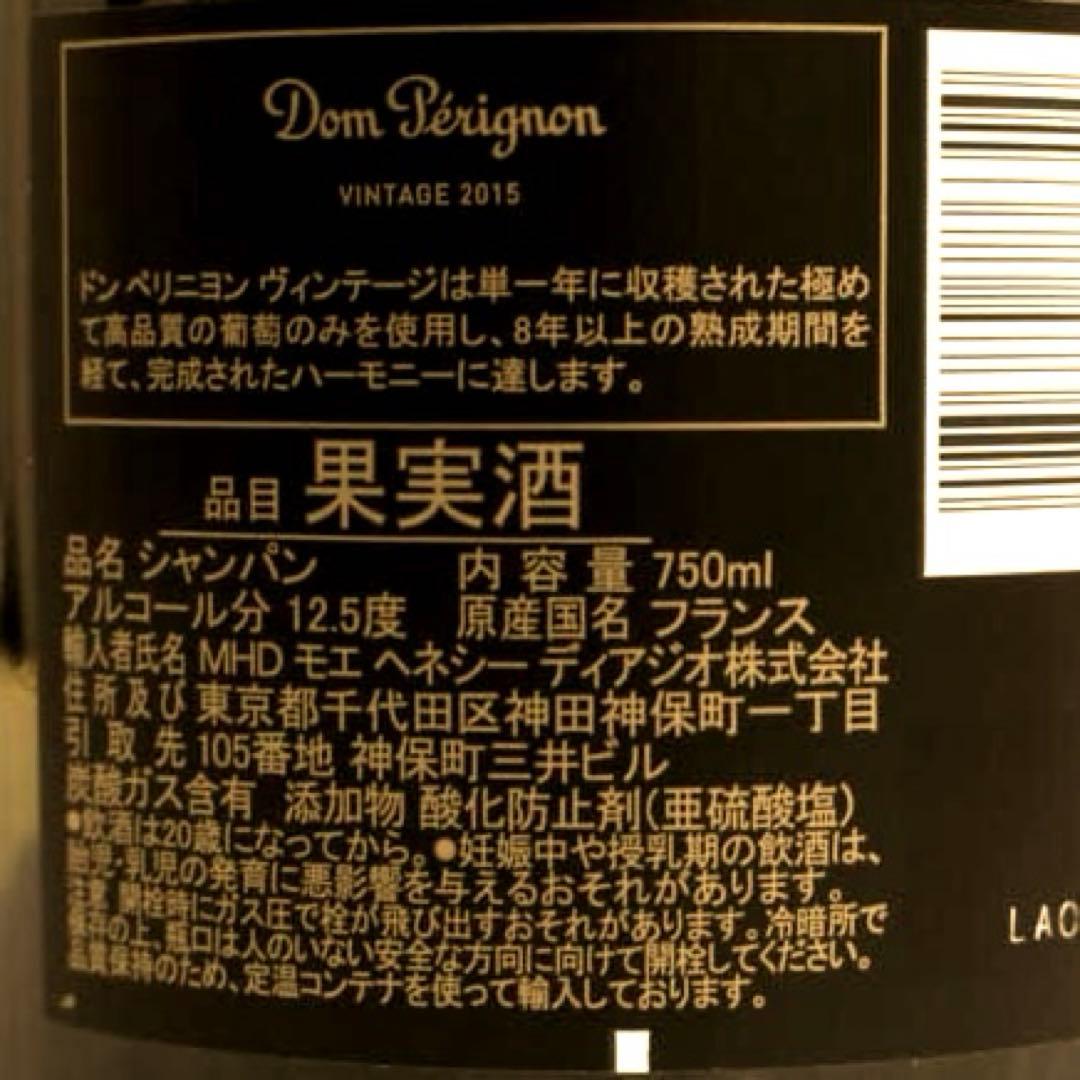 Dom Pérignon
VINTAGE 2015
ドン ペリニヨン ヴィンテージは単一年に収穫された極め
て高品質の葡萄のみを使用し、8年以上の熟成期間を
経て、完成されたハーモニーに達します。
品目 果実酒
品名 シャンパン 内容量 750ml
アルコール分 12.5度 原産国名 フランス
輸入者氏名 MHD モエ ヘネシー ディアジオ株式会社
住所及び 東京都千代田区神田神保町一丁目
引取先 105番地 神保町三井ビル
炭酸ガス含有 添加物 酸化防止剤(亜硫酸塩)
●飲酒は20歳になってから。●妊娠中や授乳期の飲酒は、
胎児・乳児の発育に悪影響を与えるおそれがあります。
注意:開栓時にガス圧で栓が飛び出すおそれがあります。冷暗所で
保存の上、瓶口は人のいない安全な方向に向けて開栓してください。
品質保持のため、定温コンテナを使って輸入しております。
LAO